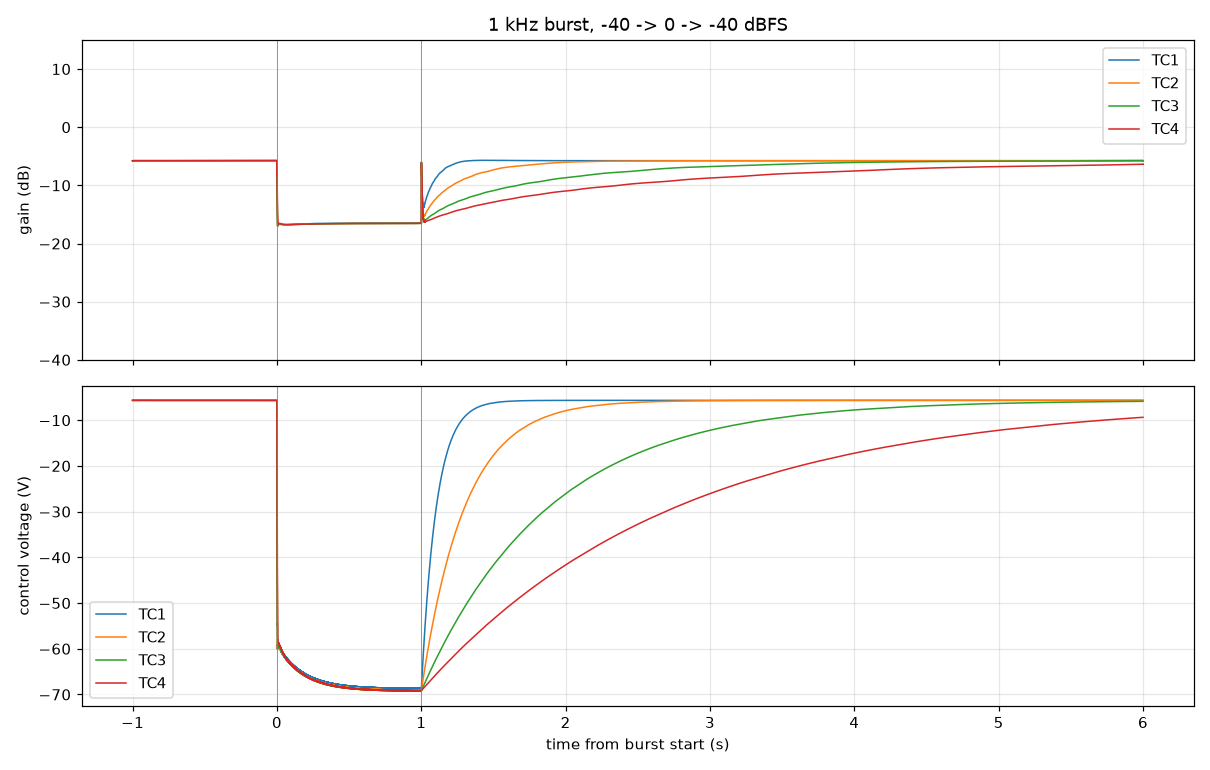 1 kHz burst, -40 -> 0 -> -40 dBFS
gain (dB)
10
0
−10
−20
−30
−40
TC1
TC2
TC3
TC4
control voltage (V)
−10
−20
−30
−40
−50
−60
−70
TC1
TC2
TC3
TC4
−1 0 1 2 3 4 5 6
time from burst start (s)